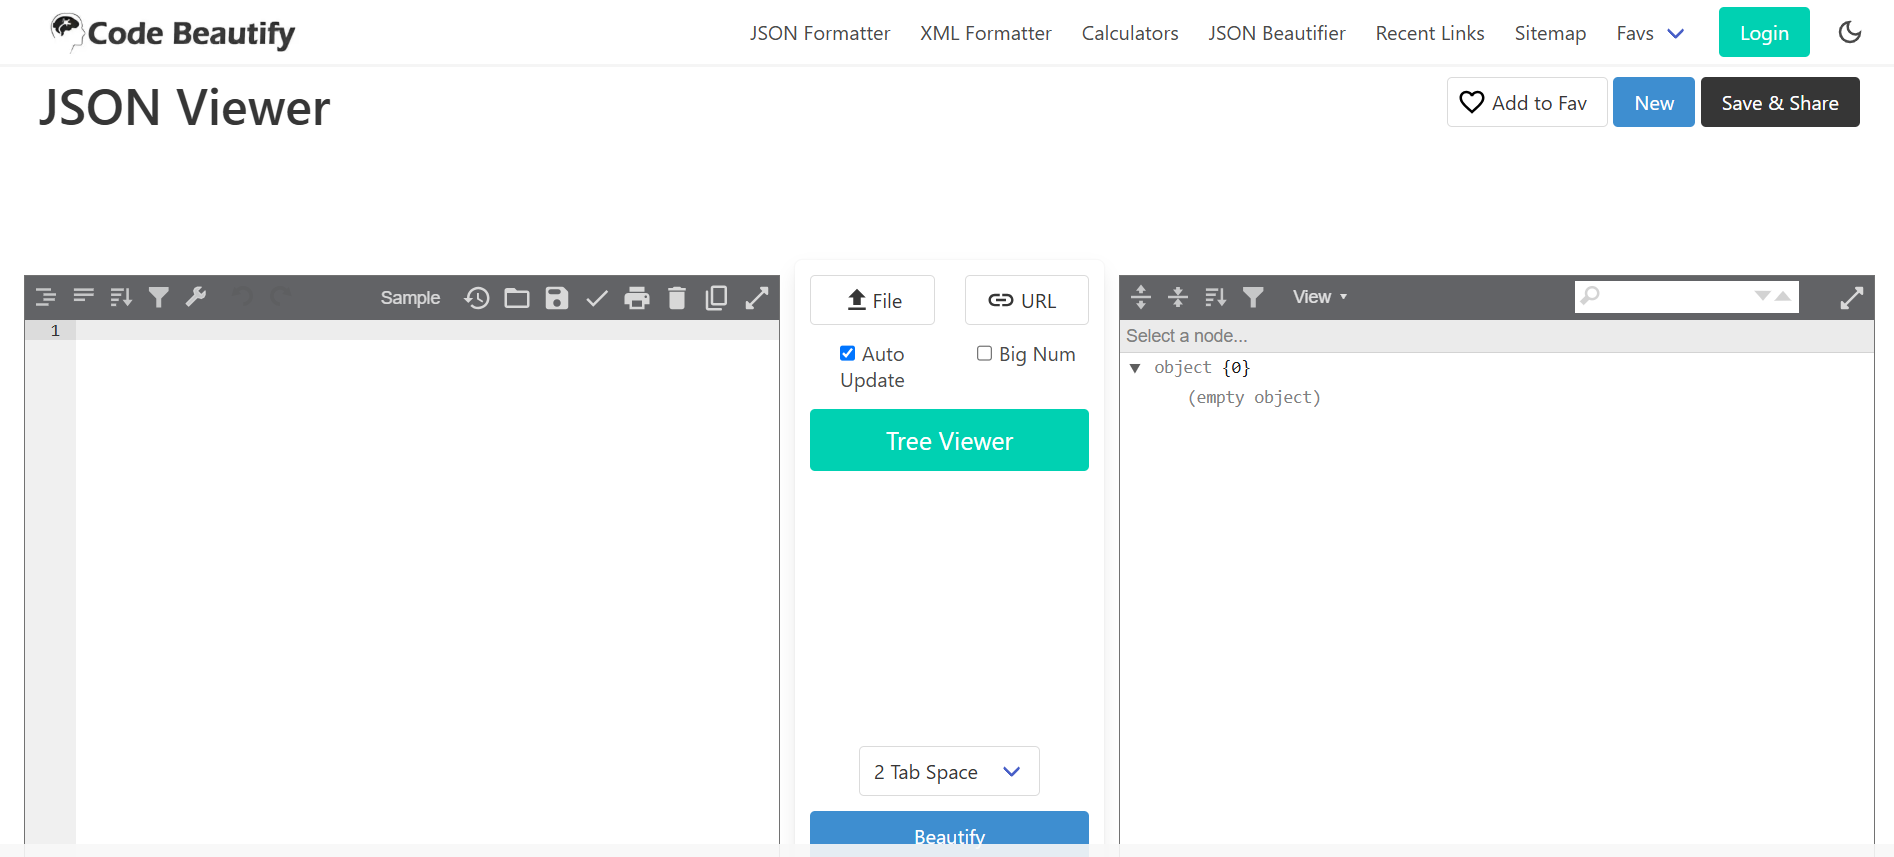 Code Beautify
JSON Formatter XML Formatter Calculators JSON Beautifier Recent Links Sitemap Favs Login
JSON Viewer
Add to Fav New Save & Share
Sample
File URL
View
1
Select a node...
Auto Update
Big Num
object {0}
(empty object)
Tree Viewer
2 Tab Space
Beautify